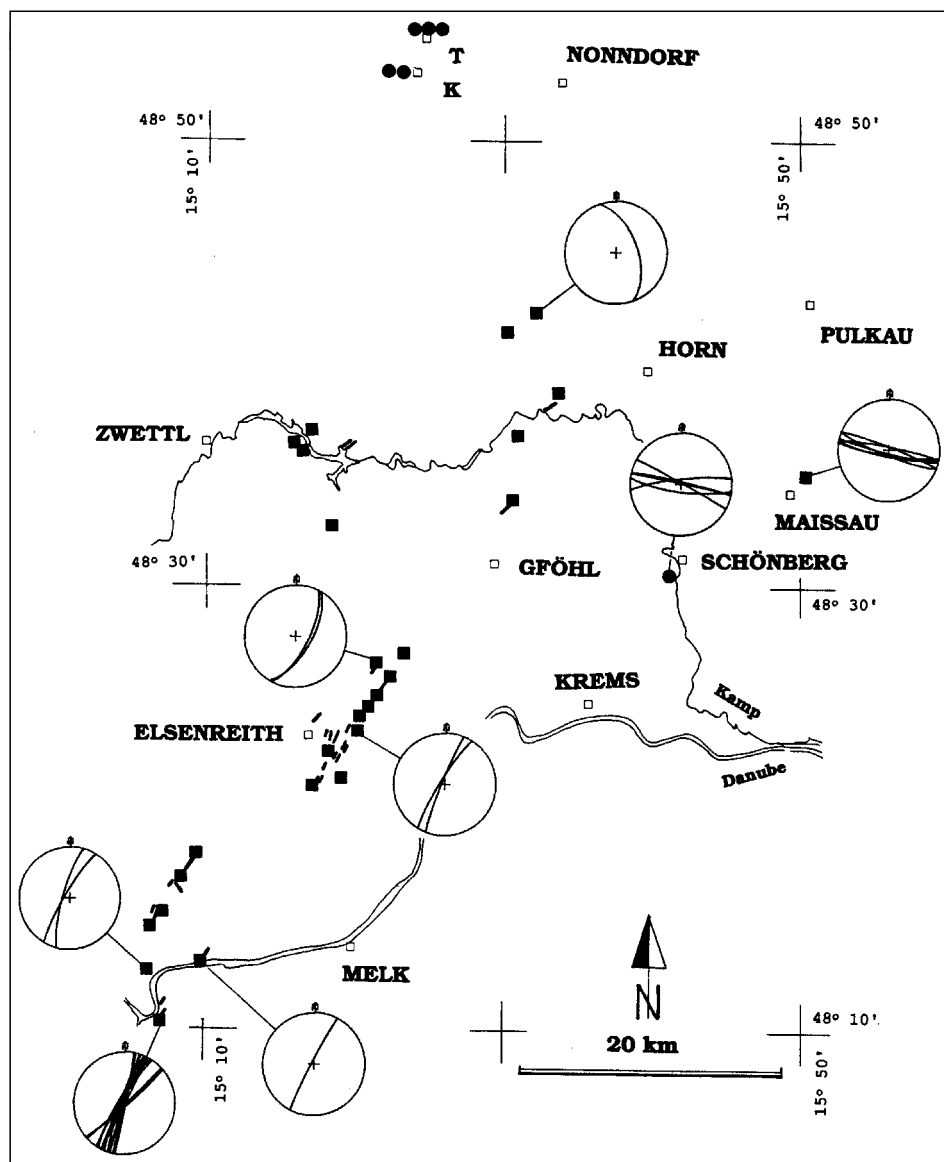 T
NONNDORF
K
48° 50'
48° 50'
15° 10'
15° 50'
HORN
PULKAU
ZWETTL
MAISSAU
48° 30'
GFÖHL
SCHÖNBERG
48° 30'
KREMS
ELSENREITH
Kamp
Danube
MELK
N
48° 10'
20 km
15° 10'
15° 50'